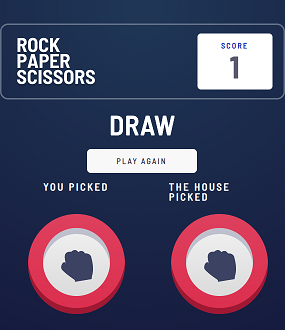 ROCK
PAPER
SCISSORS
SCORE
1
DRAW
PLAY AGAIN
YOU PICKED
THE HOUSE
PICKED